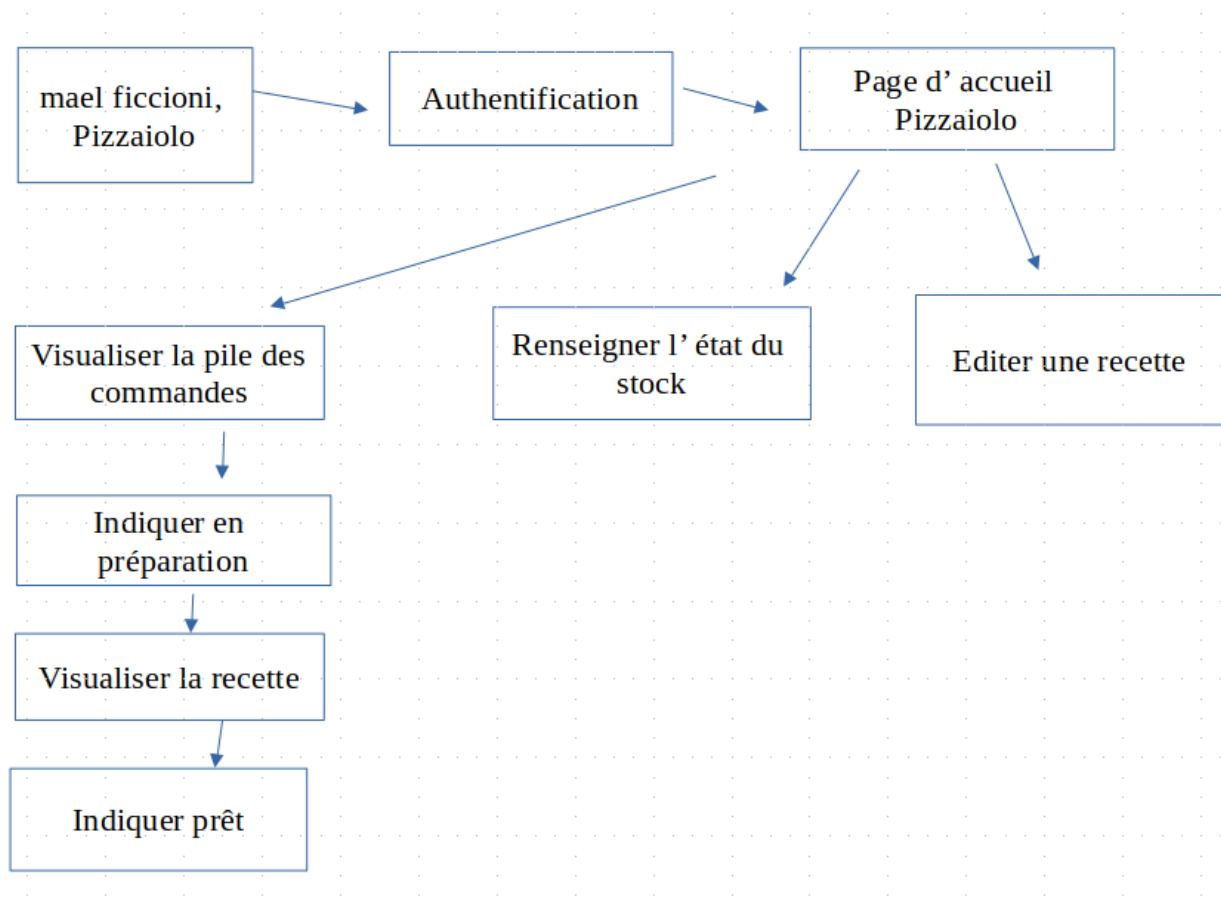 mael ficcioni,
Pizzaiolo
Authentification
Page d’ accueil
Pizzaiolo
Visualiser la pile des
commandes
Renseigner l’ état du
stock
Editer une recette
Indiquer en
préparation
Visualiser la recette
Indiquer prêt